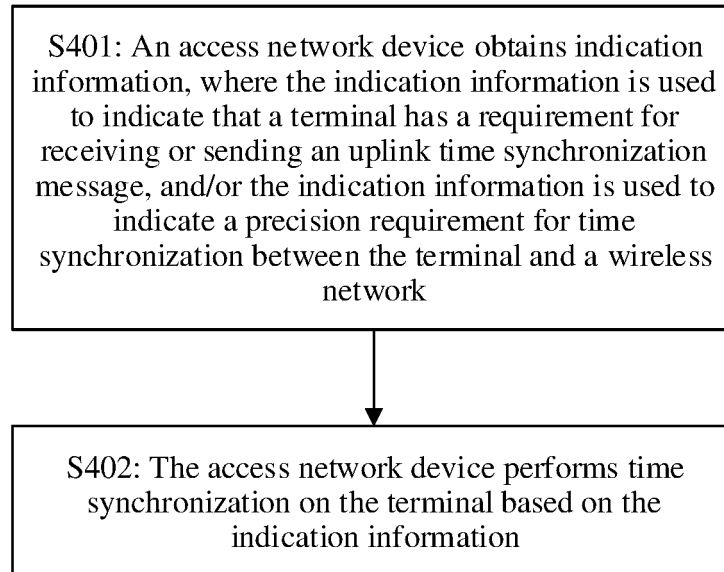 S401: An access network device obtains indication
information, where the indication information is used
to indicate that a terminal has a requirement for
receiving or sending an uplink time synchronization
message, and/or the indication information is used to
indicate a precision requirement for time
synchronization between the terminal and a wireless
network
S402: The access network device performs time
synchronization on the terminal based on the
indication information